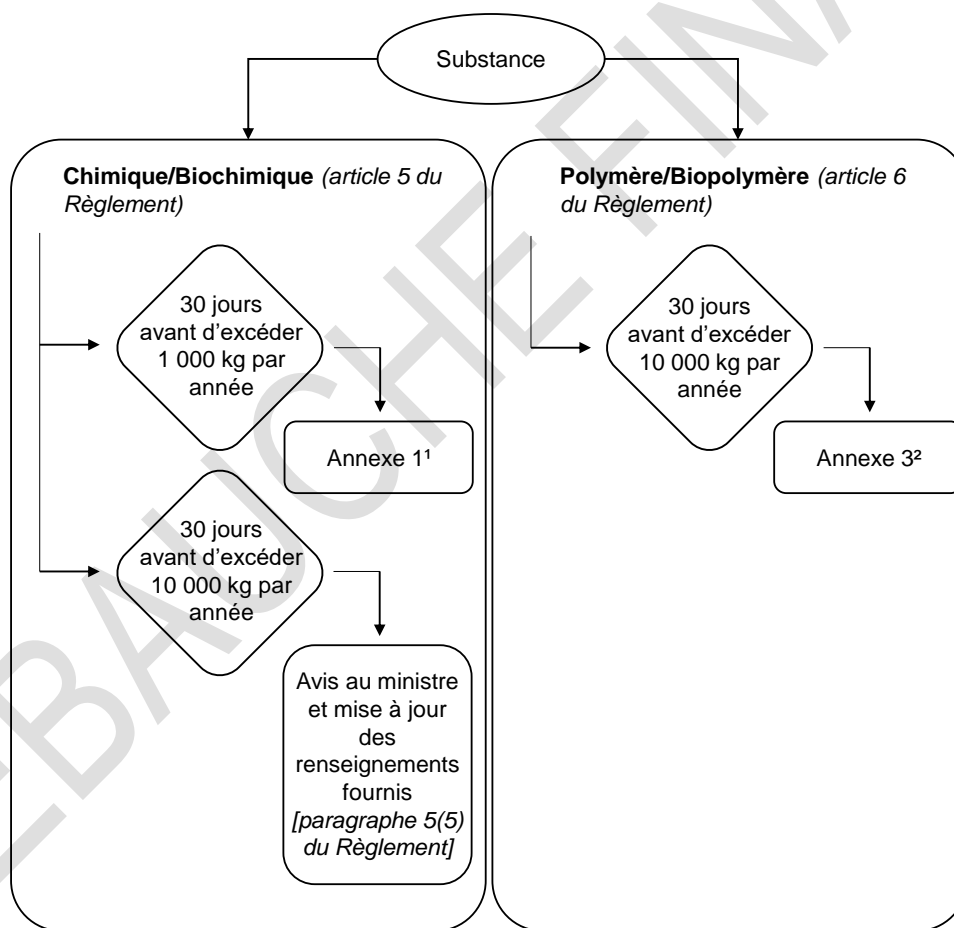 Substance
Chimique/Biochimique (article 5 du
Règlement)
30 jours
avant d'excéder
1 000 kg par
année
Annexe 1¹
30 jours
avant d'excéder
10 000 kg par
année
Avis au ministre
et mise à jour
des
renseignements
fournis
[paragraphe 5(5)
du Règlement]
Polymère/Biopolymère (article 6
du Règlement)
30 jours
avant d'excéder
10 000 kg par
année
Annexe 3²
EBAUCHE FINA